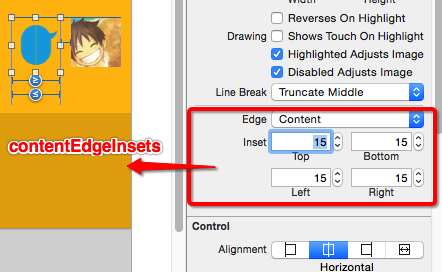 Width Height
Reverses On Highlight
Drawing Shows Touch On Highlight
Highlighted Adjusts Image
Disabled Adjusts Image
Line Break Truncate Middle
Edge Content
contentEdgeInsets
Inset 15 15
Top Bottom
15 15
Left Right
Control
Alignment
Horizontal